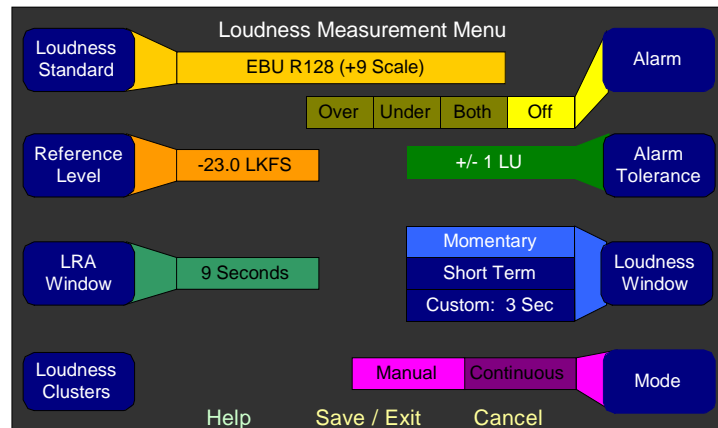 Loudness Measurement Menu
Loudness
Standard
EBU R128 (+9 Scale)
Alarm
Over Under Both Off
Reference
Level
-23.0 LKFS
+/- 1 LU
Alarm
Tolerance
LRA
Window
9 Seconds
Momentary
Short Term
Custom: 3 Sec
Loudness
Window
Loudness
Clusters
Manual Continuous
Mode
Help Save / Exit Cancel